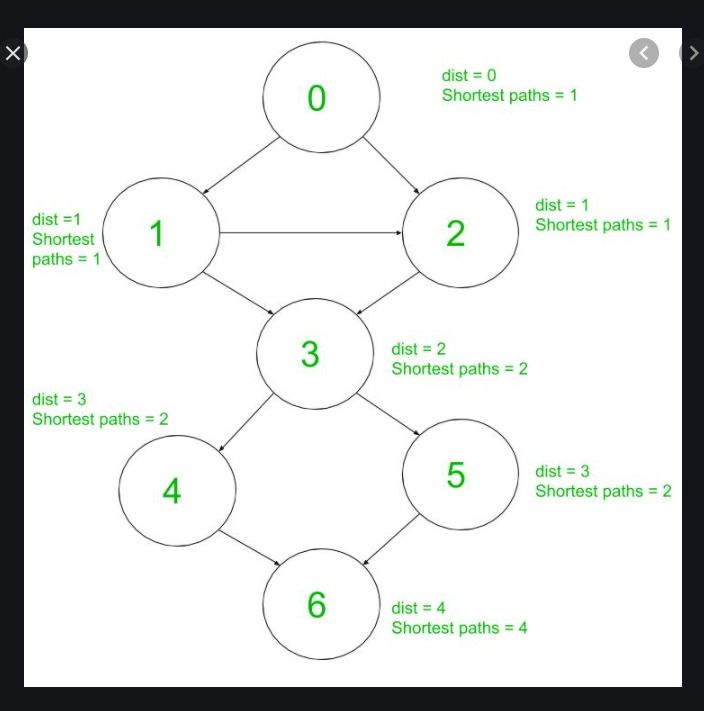 0
dist = 0
Shortest paths = 1
dist =1
Shortest
paths = 1
1
2
dist = 1
Shortest paths = 1
3
dist = 2
Shortest paths = 2
dist = 3
Shortest paths = 2
4
5
dist = 3
Shortest paths = 2
6
dist = 4
Shortest paths = 4